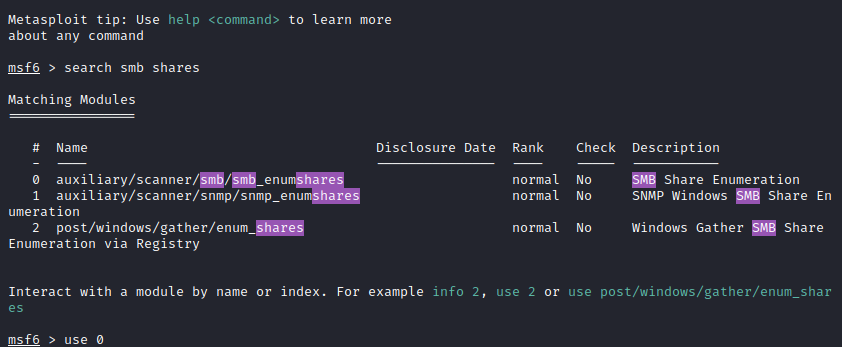 Metasploit tip: Use help <command> to learn more
about any command
msf6 > search smb shares
Matching Modules
================
# Name Disclosure Date Rank Check Description
- ---- --------------- ---- ----- -----------
0 auxiliary/scanner/smb/smb_enumshares normal No SMB Share Enumeration
1 auxiliary/scanner/snmp/snmp_enumshares normal No SNMP Windows SMB Share En
umeration
2 post/windows/gather/enum_shares normal No Windows Gather SMB Share
Enumeration via Registry
Interact with a module by name or index. For example info 2, use 2 or use post/windows/gather/enum_shar
es
msf6 > use 0